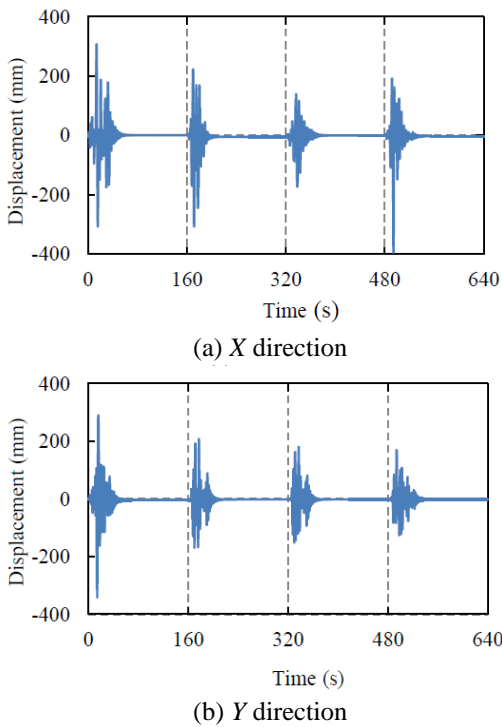 400
200
0
-200
-400
Displacement (mm)
0 160 320 480 640
Time (s)
(a) X direction
400
200
0
-200
-400
Displacement (mm)
0 160 320 480 640
Time (s)
(b) Y direction